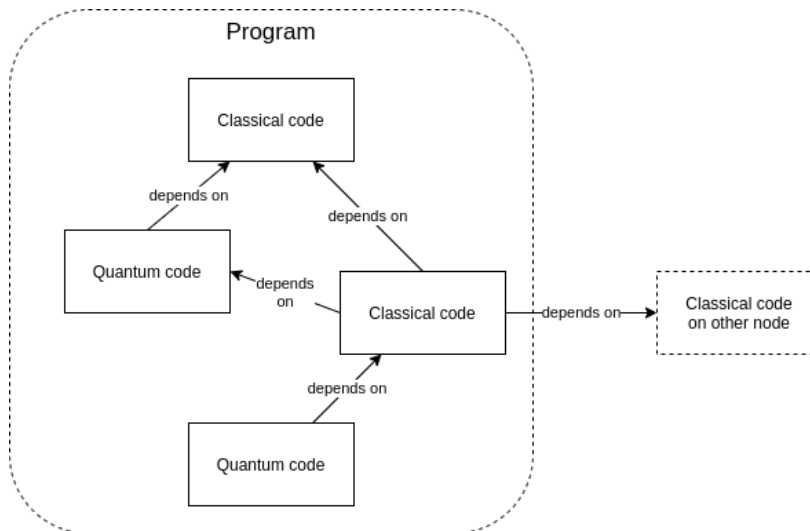 Program
Classical code
depends on
depends on
Quantum code
depends
on
Classical code
depends on
Classical code
on other node
depends on
Quantum code